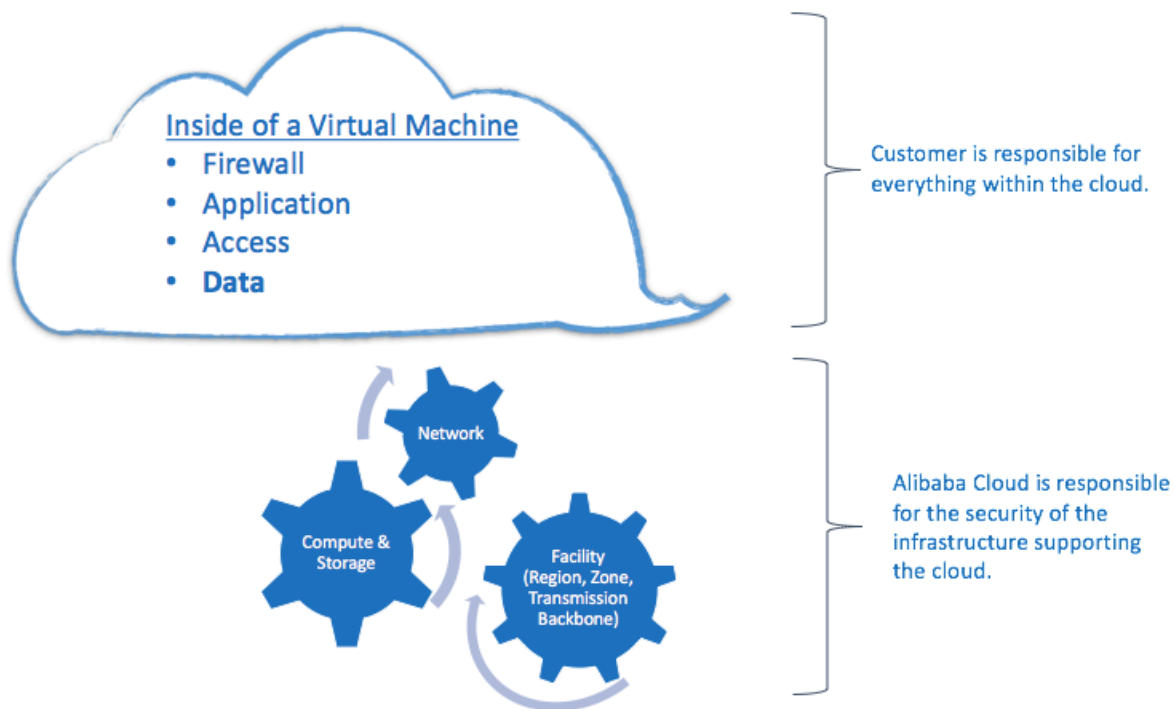 Inside of a Virtual Machine
• Firewall
• Application
• Access
• Data
Customer is responsible for
everything within the cloud.
Network
Compute &
Storage
Facility
(Region, Zone,
Transmission
Backbone)
Alibaba Cloud is responsible
for the security of the
infrastructure supporting
the cloud.